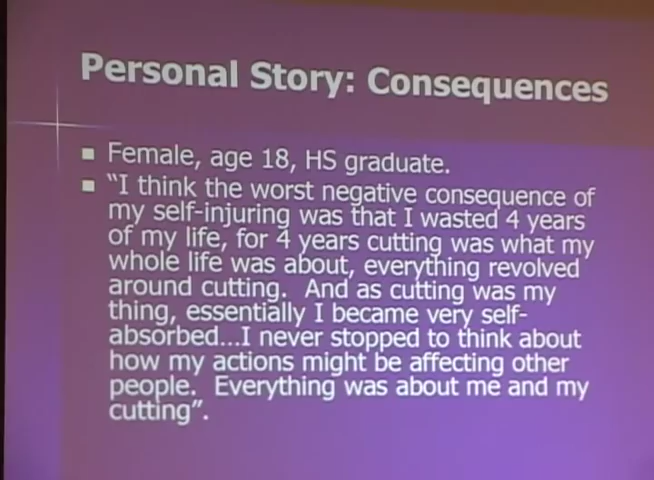 Personal Story: Consequences
Female, age 18, HS graduate.
"I think the worst negative consequence of
my self-injuring was that I wasted 4 years
of my life, for 4 years cutting was what my
whole life was about, everything revolved
around cutting. And as cutting was my
thing, essentially I became very self-
absorbed...I never stopped to think about
how my actions might be affecting other
people. Everything was about me and my
cutting".